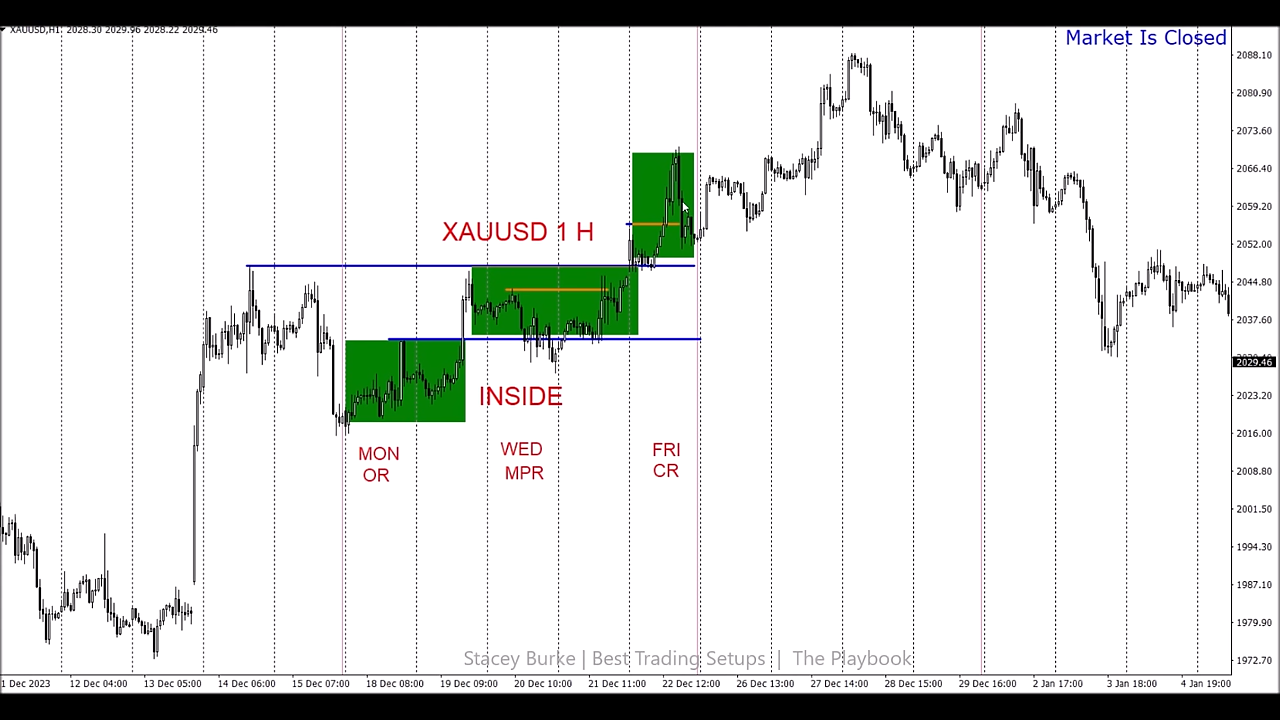 XAUUSD,H1 2028.30 2029.96 2028.22 2029.46
Market Is Closed
2088.10
2080.90
2073.60
2066.40
2059.20
2052.00
2044.80
2037.60
2029.46
2023.20
2016.00
2008.80
2001.50
1994.30
1987.10
1979.90
1972.70
XAUUSD 1 H
INSIDE
MON
OR
WED
MPR
FRI
CR
Stacey Burke | Best Trading Setups | The Playbook
1 Dec 2023 12 Dec 04:00 13 Dec 05:00 14 Dec 06:00 15 Dec 07:00 18 Dec 08:00 19 Dec 09:00 20 Dec 10:00 21 Dec 11:00 22 Dec 12:00 26 Dec 13:00 27 Dec 14:00 28 Dec 15:00 29 Dec 16:00 2 Jan 17:00 3 Jan 18:00 4 Jan 19:00